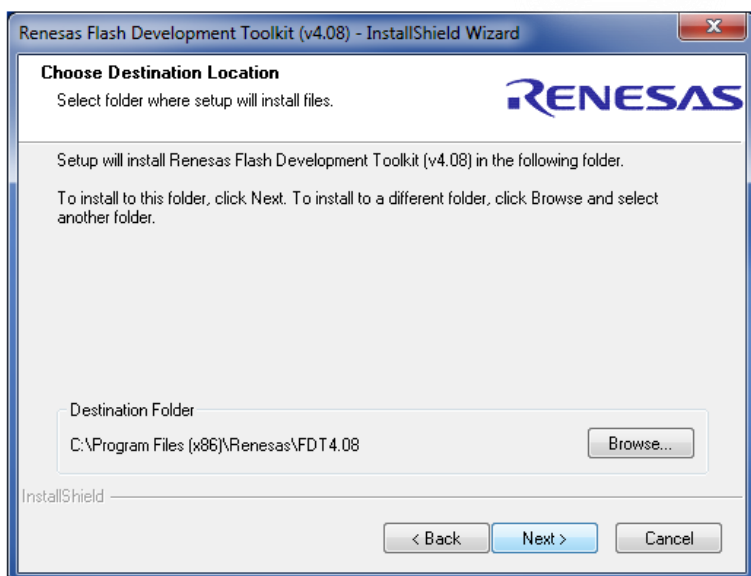 Renesas Flash Development Toolkit (v4.08) - InstallShield Wizard
Choose Destination Location
Select folder where setup will install files.
RENESAS
Setup will install Renesas Flash Development Toolkit (v4.08) in the following folder.
To install to this folder, click Next. To install to a different folder, click Browse and select
another folder.
Destination Folder
C:\Program Files (x86)\Renesas\FDT4.08
Browse...
InstallShield
< Back
Next >
Cancel